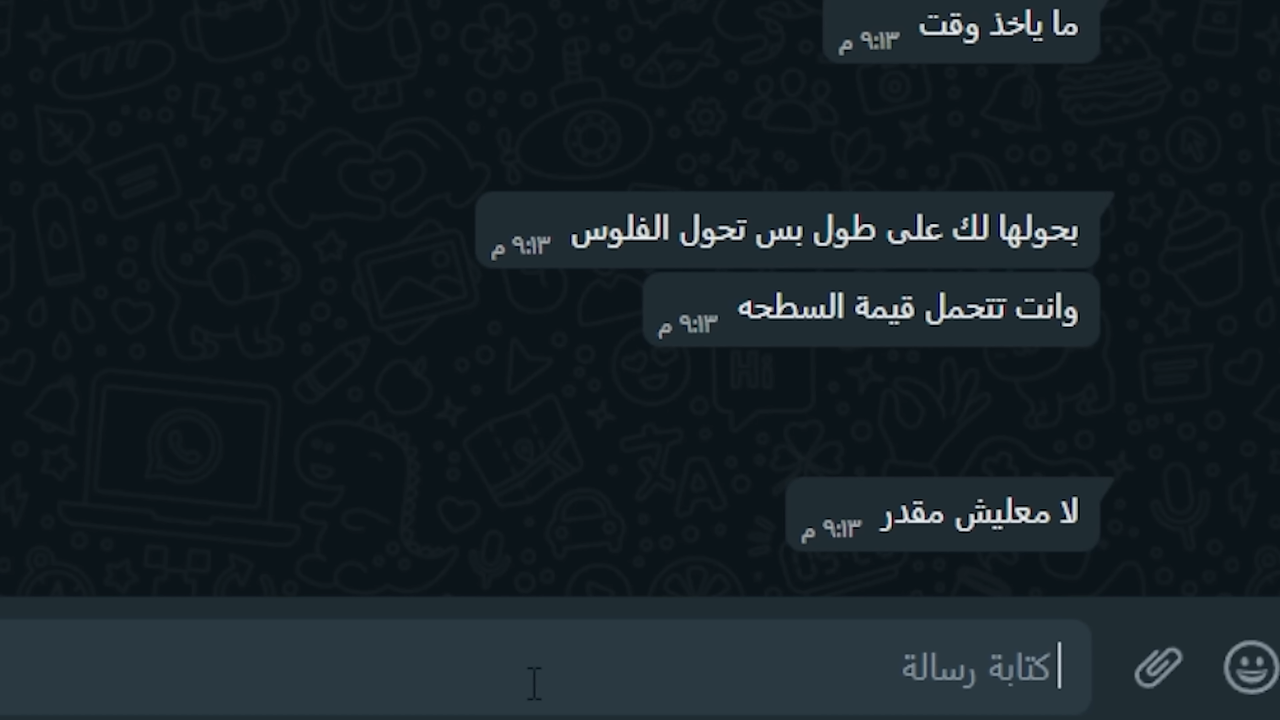 ما ياخذ وقت ٩:١٣ م
بحولها لك على طول بس تحول الفلوس ٩:١٣ م
وانت تتحمل قيمة السطحه ٩:١٣ م
Hi
لا معليش مقدر ٩:١٣ م
كتابة رسالة